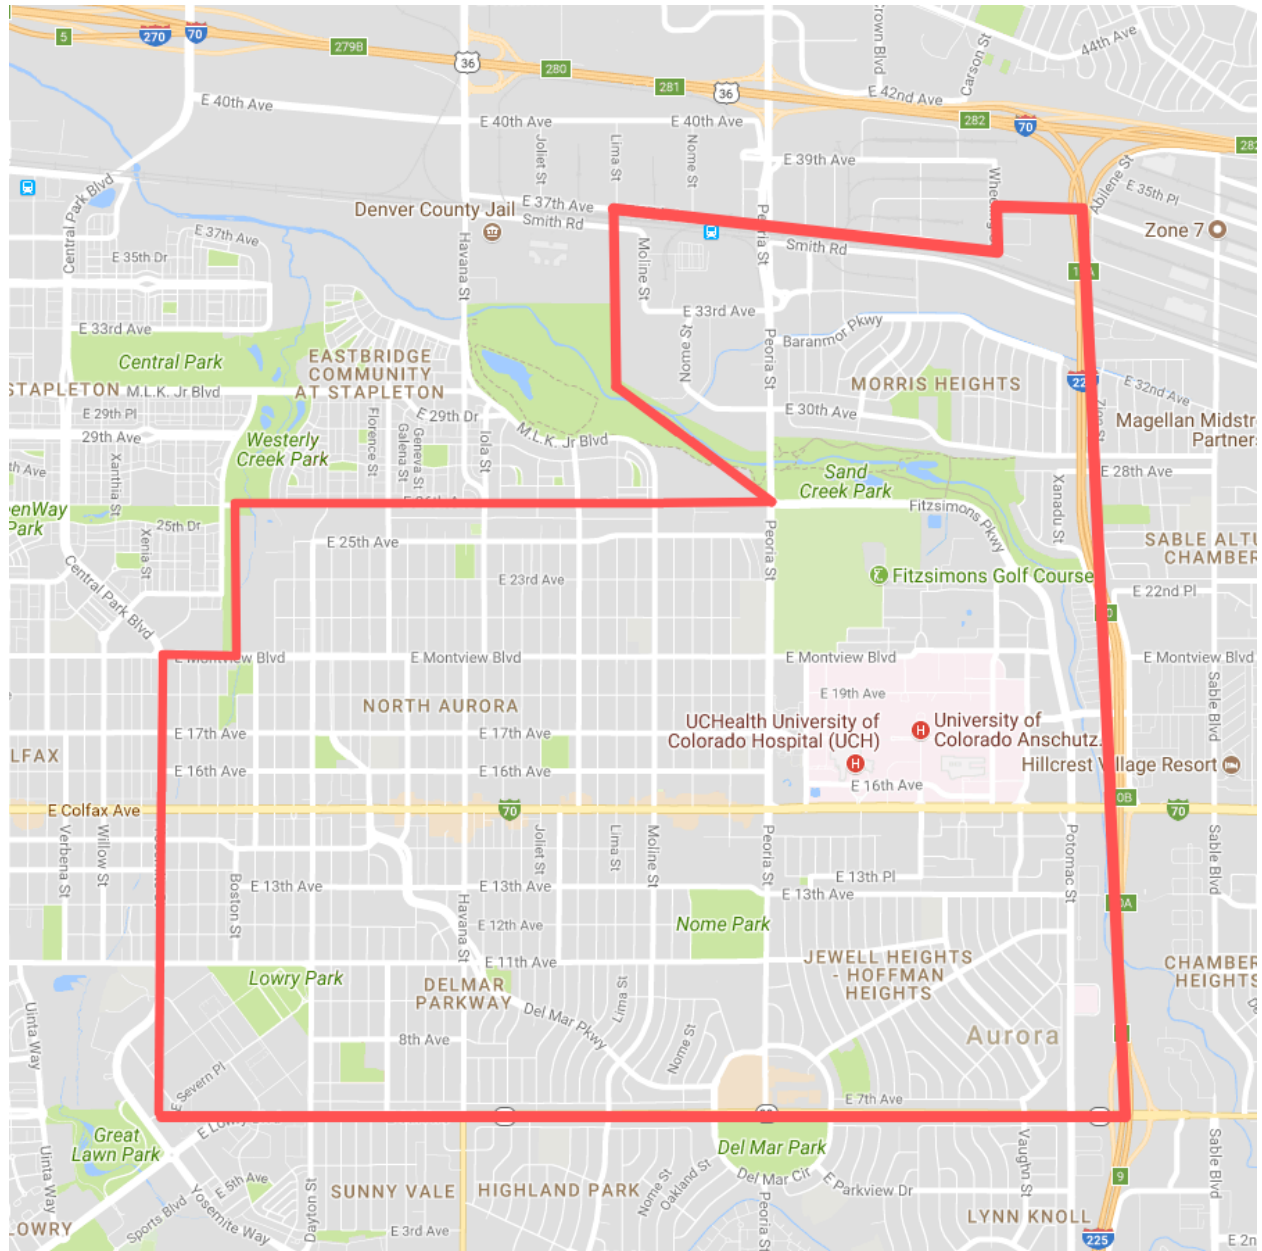 5
270
70
279B
36
280
281
36
E 42nd Ave
Carson St
44th Ave
282
70
E 40th Ave
E 40th Ave
E 40th Ave
Joliet St
Lima St
Nome St
E 39th Ave
Abilene St
E 35th Pl
Central Park Blvd
Denver County Jail
E 37th Ave
Smith Rd
Peoria St
Smith Rd
Zone 7
E 37th Ave
E 35th Dr
Havana St
Moline St
E 33rd Ave
E 33rd Ave
Nome St
Peoria St
Baranmor Pkwy
Central Park
EASTBRIDGE
COMMUNITY
AT STAPLETON
STAPLETON
M.L.K. Jr Blvd
MORRIS HEIGHTS
E 32nd Ave
E 29th Pl
29th Ave
Florence St
Galena St
Geneva St
E 29th Dr
Iola St
M.L.K. Jr Blvd
E 30th Ave
Magellan Midstr
Partners
Westerly
Creek Park
Xanthia St
Sand
Creek Park
E 28th Ave
Xanadu St
25th Dr
Xenia St
E 25th Ave
Peoria St
Fitzsimons Pkwy
SABLE ALTU
CHAMBER
E 23rd Ave
Fitzsimons Golf Course
E 22nd Pl
Central Park Blvd
E Montview Blvd
E Montview Blvd
E Montview Blvd
E Montview Blvd
NORTH AURORA
E 19th Ave
Sable Blvd
E 17th Ave
E 17th Ave
UCHealth University of
Colorado Hospital (UCH)
University of
Colorado Anschutz
E 16th Ave
E 16th Ave
E 16th Ave
Hillcrest Village Resort
E Colfax Ave
70
70
Verbena St
Willow St
Joliet St
Lima St
Moline St
Peoria St
Potomac St
Sable Blvd
Boston St
E 13th Ave
E 13th Ave
E 13th Pl
E 13th Ave
Havana St
E 12th Ave
Nome Park
E 11th Ave
JEWELL HEIGHTS
- HOFFMAN
HEIGHTS
CHAMBER
HEIGHTS
Lowry Park
DELMAR
PARKWAY
Lima St
Del Mar Pkwy
Uinta Way
8th Ave
Nome St
Aurora
E Severn Pl
E 7th Ave
Great
Lawn Park
Del Mar Park
Vaughn St
Sable Blvd
Uinta Way
E 5th Ave
Del Mar Cir
9
Sports Blvd
Yosemite Way
Dayton St
SUNNY VALE
HIGHLAND PARK
Nome St
Oakland St
Peoria St
E Parkview Dr
LOWRY
E 3rd Ave
LYNN KNOLL
225
E 2n